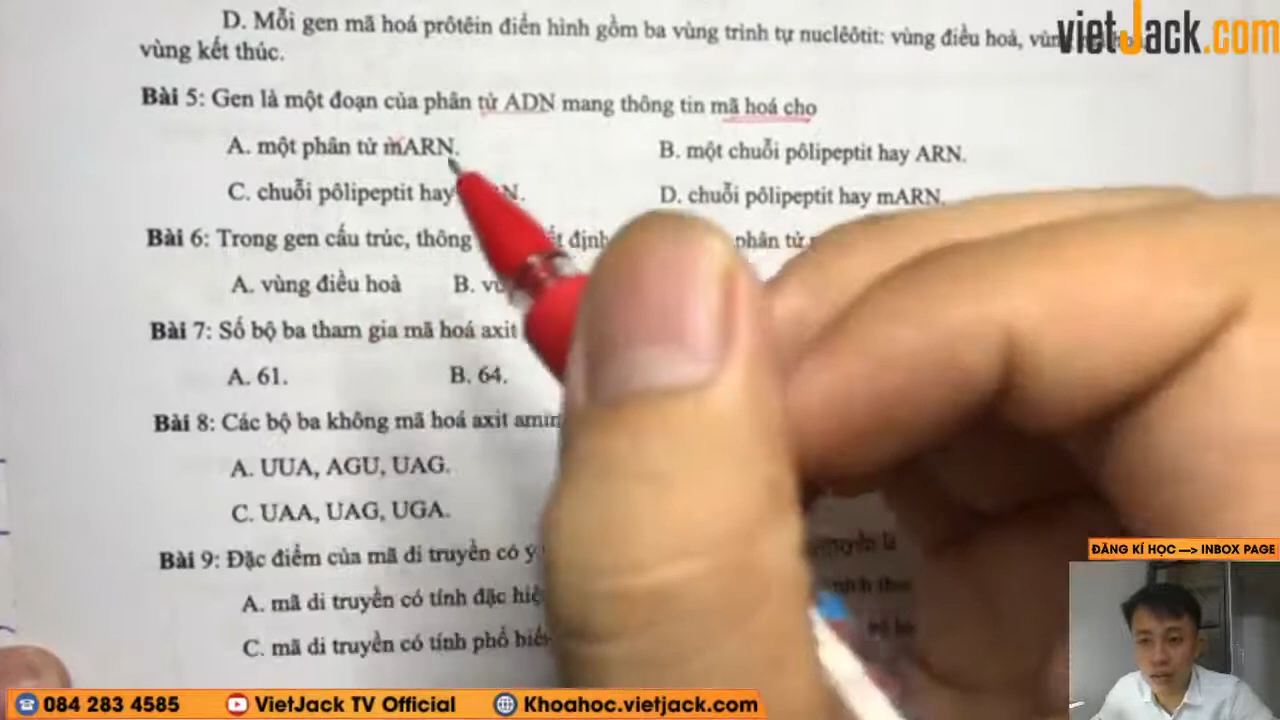 D. Mỗi gen mã hoá prôtêin điển hình gồm ba vùng trình tự nuclêôtit: vùng điều hoà,
vietJack.com
vùng kết thúc.
Bài 5: Gen là một đoạn của phân tử ADN mang thông tin mã hoá cho
A. một phân tử mARN.
B. một chuỗi pôlipeptit hay ARN.
C. chuỗi pôlipeptit hay
D. chuỗi pôlipeptit hay mARN.
Bài 6: Trong gen cấu trúc, thông định phân tử
A. vùng điều hoà B.
Bài 7: Số bộ ba tham gia mã hoá axit
A. 61. B. 64.
Bài 8: Các bộ ba không mã hoá axit amin
A. UUA, AGU, UAG.
C. UAA, UAG, UGA.
Bài 9: Đặc điểm của mã di truyền có ý
A. mã di truyền có tính đặc hiệ
C. mã di truyền có tính phổ biế
ĐĂNG KÍ HỌC —> INBOX PAGE
084 283 4585 VietJack TV Official Khoahoc.vietjack.com